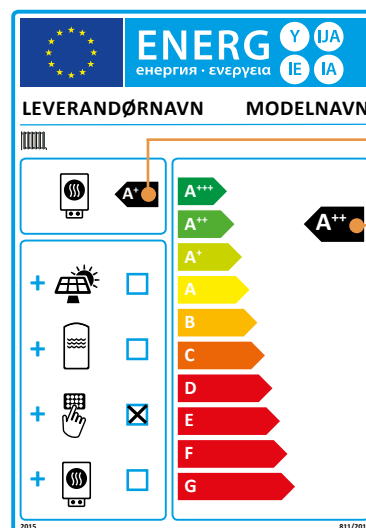 ENERG Y IJA
енергия · ενεργεια IE IA
LEVERANDØRNAVN MODELNAVN
A⁺
A⁺⁺⁺
A⁺⁺ A⁺⁺
A⁺
+ A
B
+ C
D
+ E
F
+ G
2015 811/201